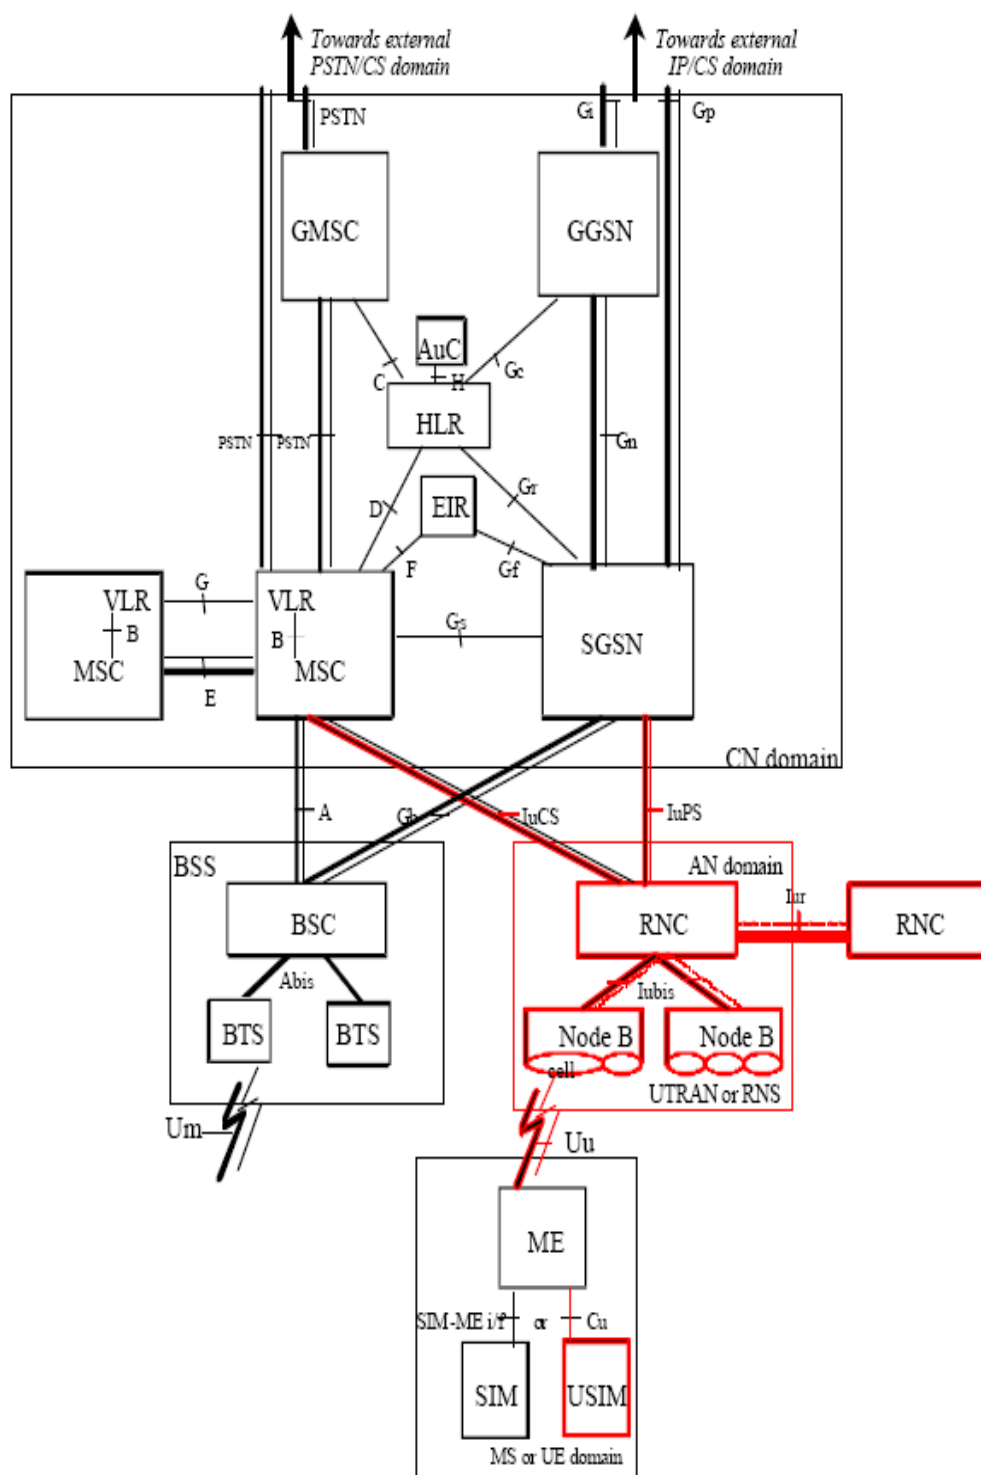 Towards external
PSTN/CS domain
Towards external
IP/CS domain
PSTN
Gi
Gp
GMSC
GGSN
AuC
C
H
Gc
HLR
PSTN
PSTN
Gn
D
EIR
Gr
F
Gf
G
VLR
B
MSC
E
VLR
B
MSC
Gs
SGSN
CN domain
A
Gb
IuCS
IuPS
BSS
AN domain
BSC
RNC
Iur
RNC
Abis
Iubis
BTS
BTS
Node B
Node B
cell
UTRAN or RNS
Um
Uu
ME
SIM-ME i/f
or
Cu
SIM
USIM
MS or UE domain